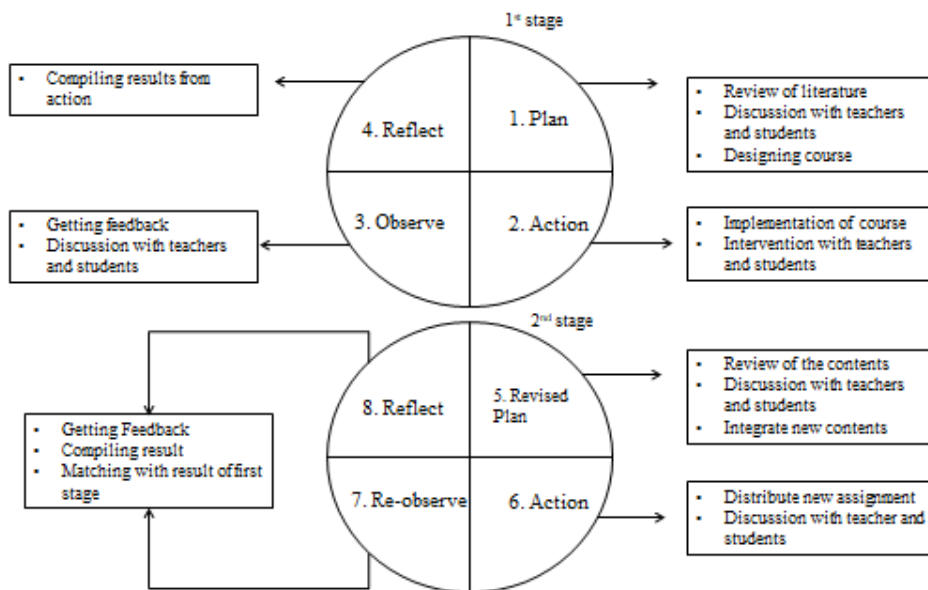 1st stage
▪ Compiling results from
action
4. Reflect
1. Plan
▪ Review of literature
▪ Discussion with teachers
and students
▪ Designing course
▪ Getting feedback
▪ Discussion with teachers
and students
3. Observe
2. Action
▪ Implementation of course
▪ Intervention with teachers
and students
2nd stage
▪ Getting Feedback
▪ Compiling result
▪ Matching with result of first
stage
8. Reflect
5. Revised
Plan
▪ Review of the contents
▪ Discussion with teachers
and students
▪ Integrate new contents
7. Re-observe
6. Action
▪ Distribute new assignment
▪ Discussion with teacher and
students